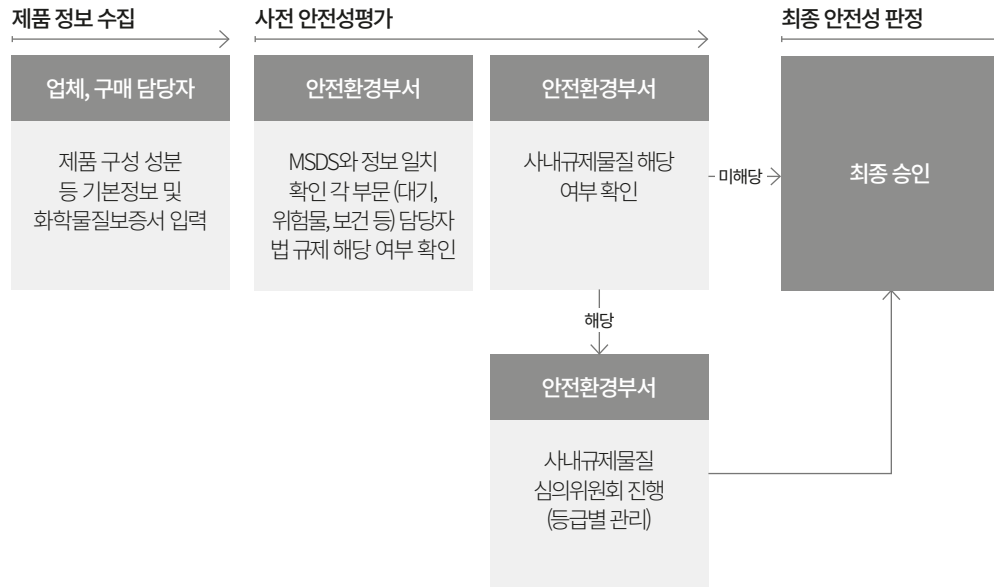 제품 정보 수집
사전 안전성평가
최종 안전성 판정
업체, 구매 담당자
제품 구성 성분
등 기본정보 및
화학물질보증서 입력
안전환경부서
MSDS와 정보 일치
확인 각 부문 (대기,
위험물, 보건 등) 담당자
법 규제 해당 여부 확인
안전환경부서
사내규제물질 해당
여부 확인
미해당
최종 승인
해당
안전환경부서
사내규제물질
심의위원회 진행
(등급별 관리)